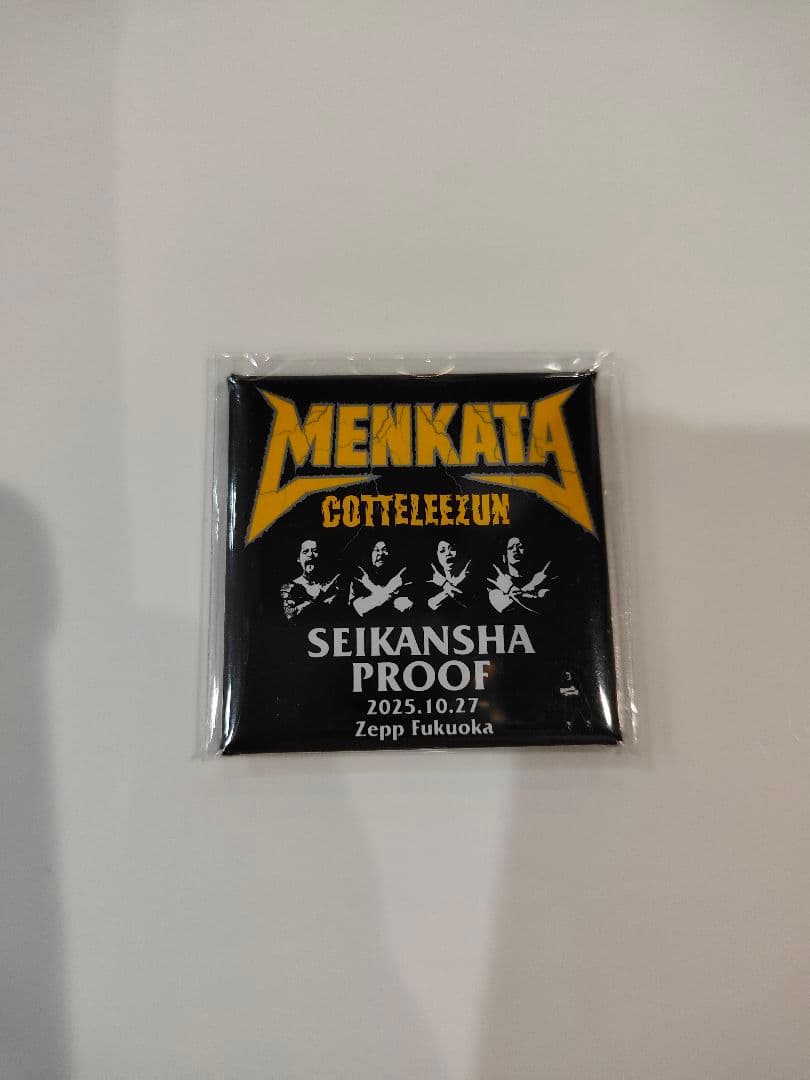 MENKATA
COTTELEEZUN
SEIKANSHA
PROOF
2025.10.27
Zepp Fukuoka